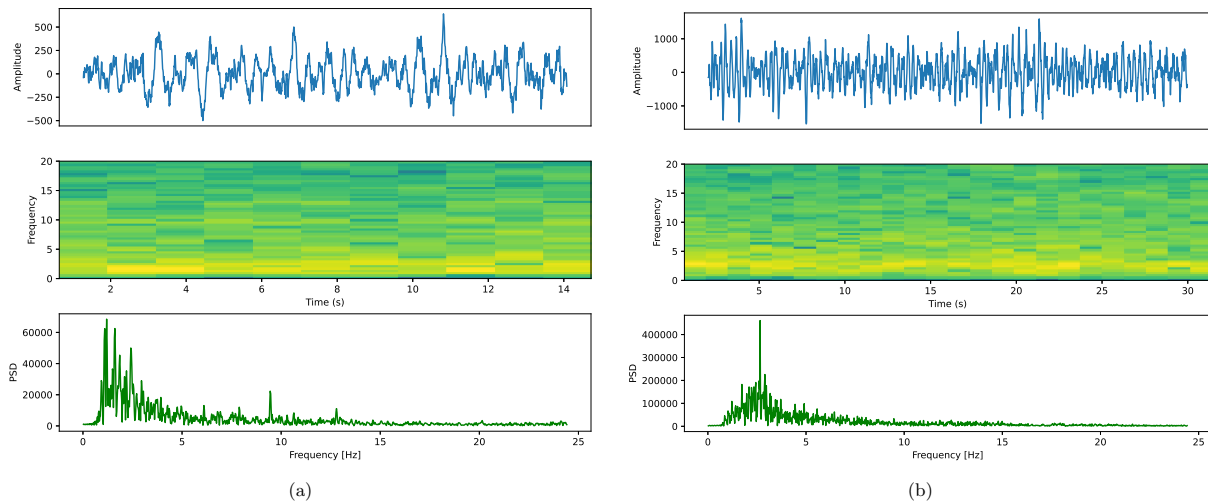 Amplitude
500
250
0
−250
−500
Frequency
20
15
10
5
0
2 4 6 8 10 12 14
Time (s)
PSD
60000
40000
20000
0
0 5 10 15 20 25
Frequency [Hz]
(a)
Amplitude
1000
0
−1000
Frequency
20
15
10
5
0
5 10 15 20 25 30
Time (s)
PSD
400000
300000
200000
100000
0
0 5 10 15 20 25
Frequency [Hz]
(b)